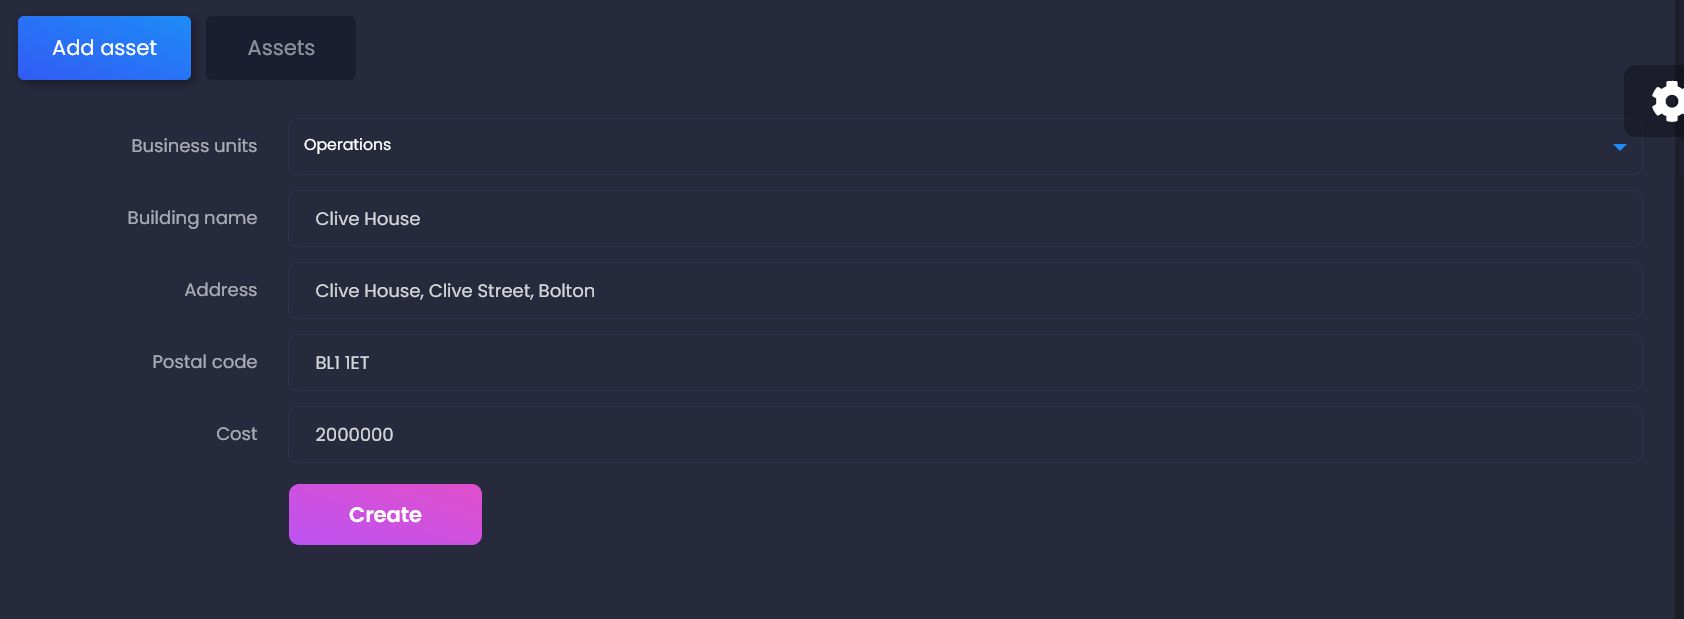 Add asset
Assets
Business units
Operations
Building name
Clive House
Address
Clive House, Clive Street, Bolton
Postal code
BL1 1ET
Cost
2000000
Create